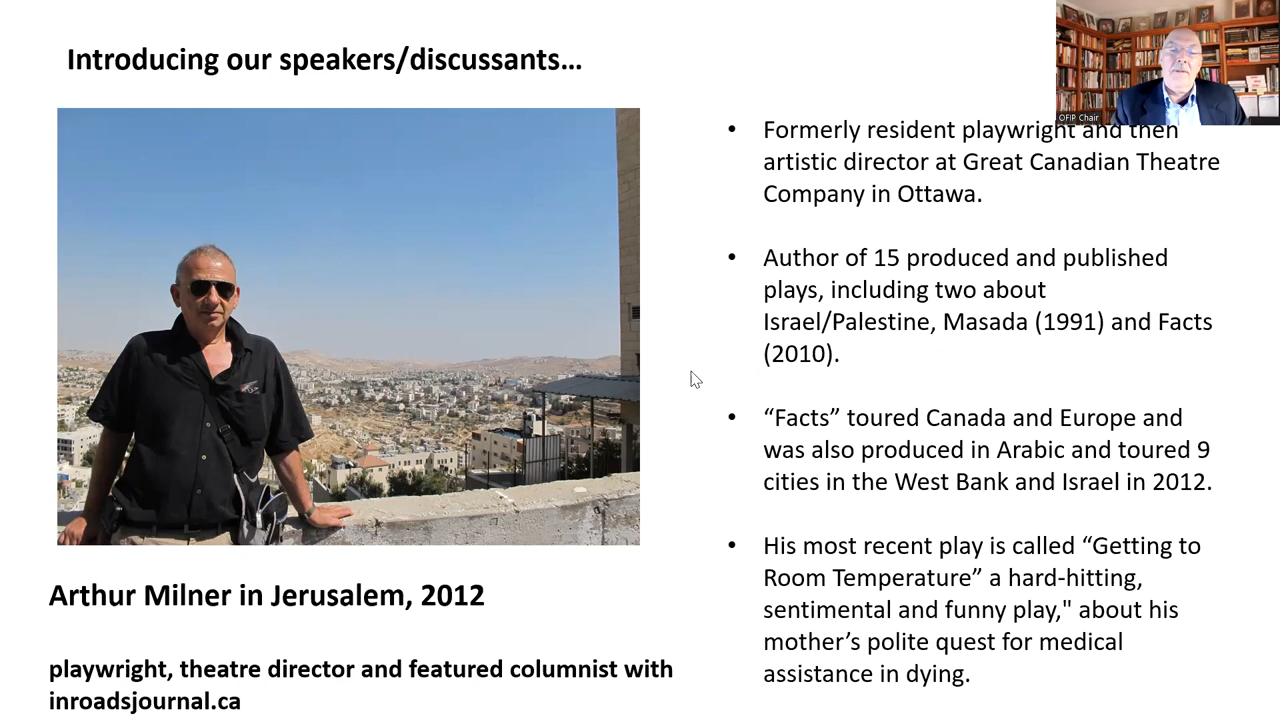 Introducing our speakers/discussants…
OFIP Chair
• Formerly resident playwright and then
artistic director at Great Canadian Theatre
Company in Ottawa.
• Author of 15 produced and published
plays, including two about
Israel/Palestine, Masada (1991) and Facts
(2010).
• “Facts” toured Canada and Europe and
was also produced in Arabic and toured 9
cities in the West Bank and Israel in 2012.
• His most recent play is called “Getting to
Room Temperature” a hard-hitting,
sentimental and funny play," about his
mother’s polite quest for medical
assistance in dying.
Arthur Milner in Jerusalem, 2012
playwright, theatre director and featured columnist with
inroadsjournal.ca